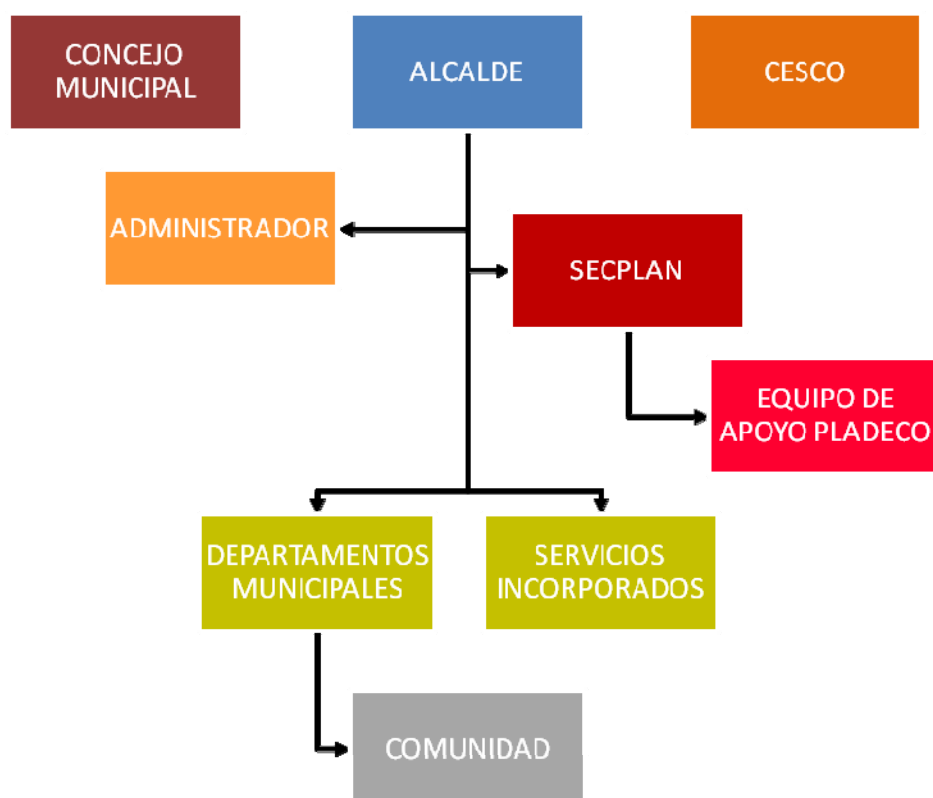 CONCEJO
MUNICIPAL
ALCALDE
CESCO
ADMINISTRADOR
SECPLAN
EQUIPO DE
APOYO PLADECO
DEPARTAMENTOS
MUNICIPALES
SERVICIOS
INCORPORADOS
COMUNIDAD